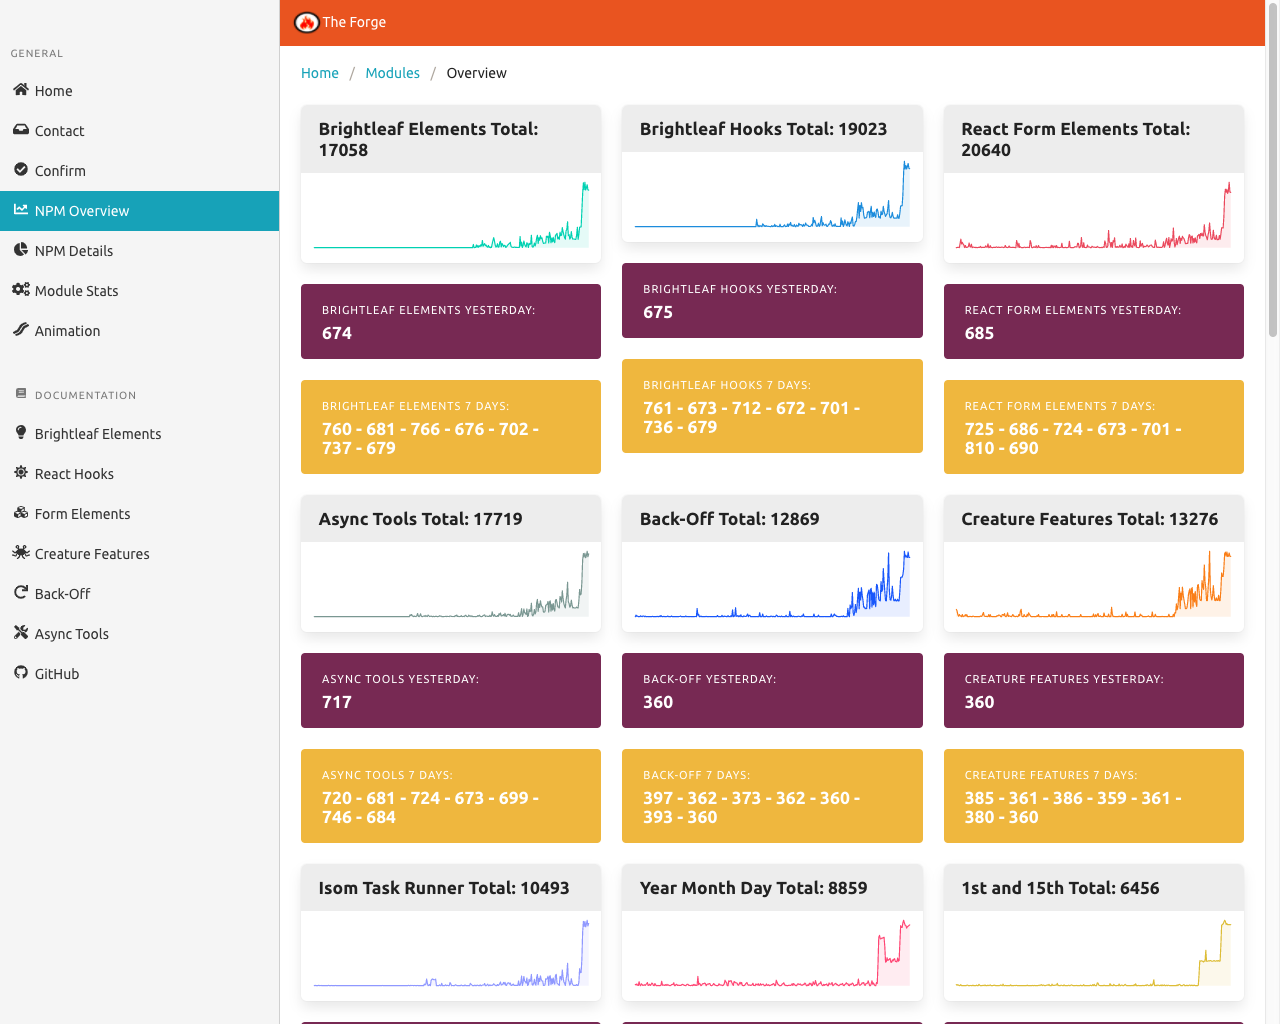 The Forge
GENERAL
Home
Contact
Confirm
NPM Overview
NPM Details
Module Stats
Animation
DOCUMENTATION
Brightleaf Elements
React Hooks
Form Elements
Creature Features
Back-Off
Async Tools
GitHub
Home / Modules / Overview
Brightleaf Elements Total:
17058
BRIGHTLEAF ELEMENTS YESTERDAY:
674
BRIGHTLEAF ELEMENTS 7 DAYS:
760 - 681 - 766 - 676 - 702 -
737 - 679
Brightleaf Hooks Total: 19023
BRIGHTLEAF HOOKS YESTERDAY:
675
BRIGHTLEAF HOOKS 7 DAYS:
761 - 673 - 712 - 672 - 701 -
736 - 679
React Form Elements Total:
20640
REACT FORM ELEMENTS YESTERDAY:
685
REACT FORM ELEMENTS 7 DAYS:
725 - 686 - 724 - 673 - 701 -
810 - 690
Async Tools Total: 17719
ASYNC TOOLS YESTERDAY:
717
ASYNC TOOLS 7 DAYS:
720 - 681 - 724 - 673 - 699 -
746 - 684
Back-Off Total: 12869
BACK-OFF YESTERDAY:
360
BACK-OFF 7 DAYS:
397 - 362 - 373 - 362 - 360 -
393 - 360
Creature Features Total: 13276
CREATURE FEATURES YESTERDAY:
360
CREATURE FEATURES 7 DAYS:
385 - 361 - 386 - 359 - 361 -
380 - 360
Isom Task Runner Total: 10493
Year Month Day Total: 8859
1st and 15th Total: 6456